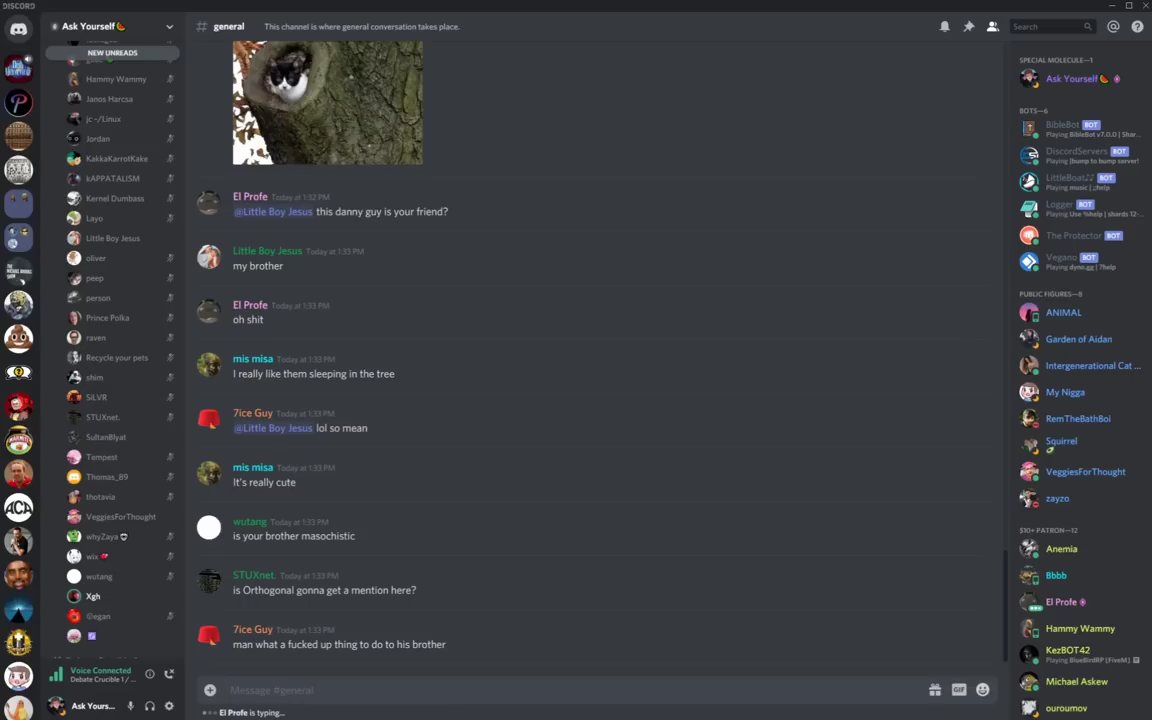 DISCORD
Ask Yourself🍉
NEW UNREADS
Hammy Wammy
Janos Harcsa
jc ~/Linux
Jordan
KakkaKarrotKake
kAPPATALISM
Kernel Dumbass
Layo
Little Boy Jesus
oliver
peep
person
Prince Polka
raven
Recycle your pets
shim
SiLVR
STUXnet.
SultanBlyat
Tempest
Thomas_89
thotavia
VeggiesForThought
whyZaya
wix
wutang
Xgh
Voice Connected
Debate Crucible 1 / ...
Ask Yours...
# general
This channel is where general conversation takes place.
Search
El Profe Today at 1:32 PM
@Little Boy Jesus this danny guy is your friend?
Little Boy Jesus Today at 1:33 PM
my brother
El Profe Today at 1:33 PM
oh shit
mis misa Today at 1:33 PM
I really like them sleeping in the tree
7ice Guy Today at 1:33 PM
@Little Boy Jesus lol so mean
mis misa Today at 1:33 PM
It's really cute
wutang Today at 1:33 PM
is your brother masochistic
STUXnet. Today at 1:33 PM
is Orthogonal gonna get a mention here?
7ice Guy Today at 1:33 PM
man what a fucked up thing to do to his brother
Message #general
GIF
El Profe is typing...
SPECIAL MOLECULE—1
Ask Yourself🍉
BOTS—6
BibleBot BOT
Playing BibleBot v7.0.0 | Shar...
DiscordServers BOT
Playing !bump to bump server!
LittleBoat♪♪ BOT
Playing music | ;;help
Logger BOT
Playing Use %help | shards 12-...
The Protector BOT
Vegano BOT
Playing dyno.gg | ?help
PUBLIC FIGURES—8
ANIMAL
Garden of Aidan
Intergenerational Cat ...
My Nigga
RemTheBathBoi
Squirrel
VeggiesForThought
zayzo
$10+ PATRON—12
Anemia
Bbbb
El Profe
Hammy Wammy
KezBOT42
Playing BlueBirdRP [FiveM]
Michael Askew
ouroumov
ACA